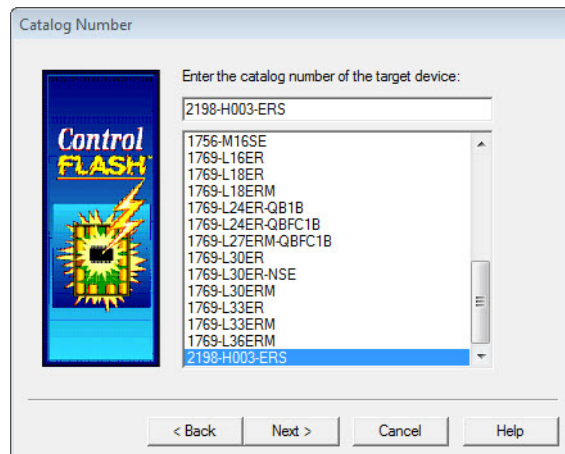 Catalog Number
Enter the catalog number of the target device:
2198-H003-ERS
1756-M16SE
1769-L16ER
1769-L18ER
1769-L18ERM
1769-L24ER-QB1B
1769-L24ER-QBFC1B
1769-L27ERM-QBFC1B
1769-L30ER
1769-L30ER-NSE
1769-L30ERM
1769-L33ER
1769-L33ERM
1769-L36ERM
2198-H003-ERS
Control
FLASH
< Back
Next >
Cancel
Help